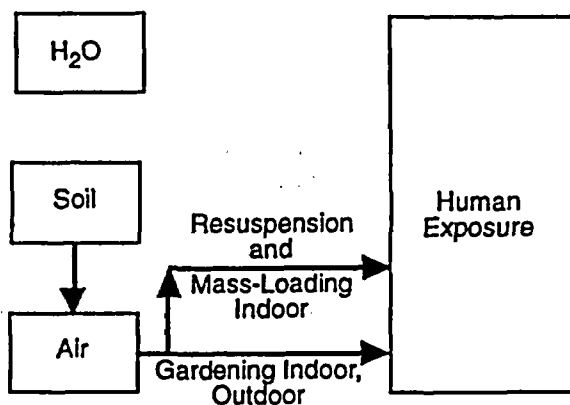 H₂O
Soil
Air
Resuspension
and
Mass-Loading
Indoor
Gardening Indoor,
Outdoor
Human
Exposure